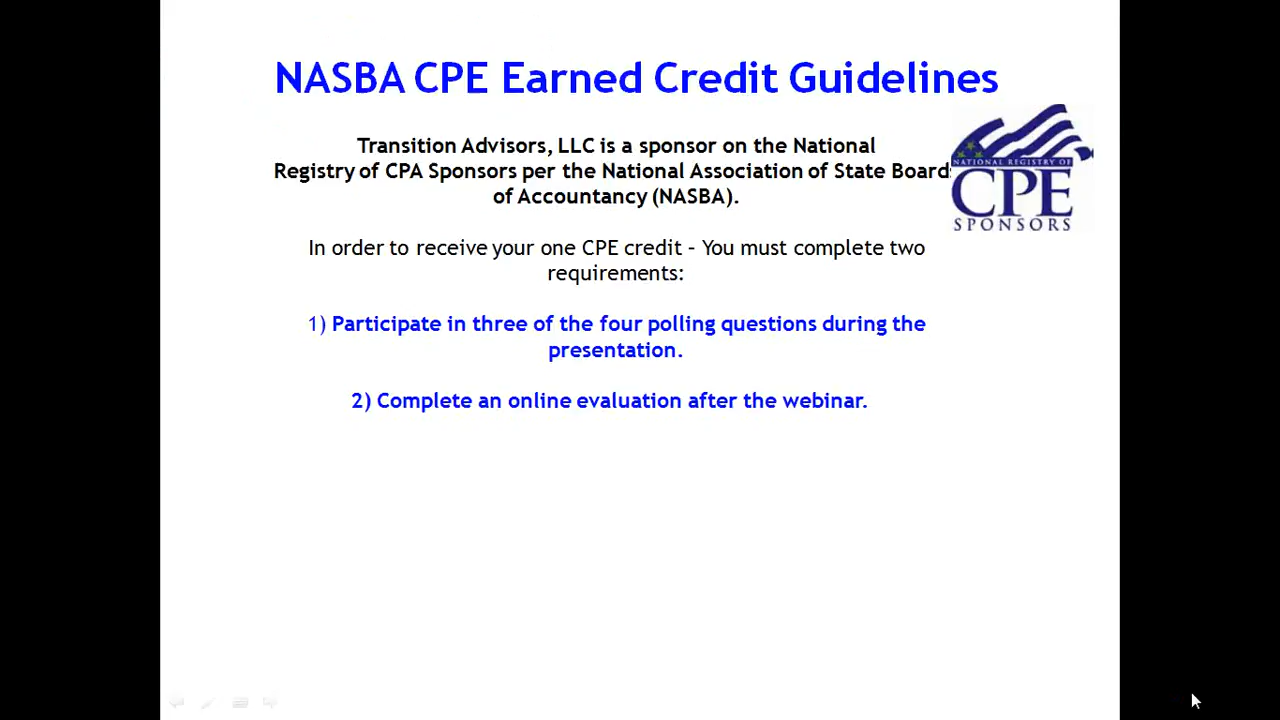 NASBA CPE Earned Credit Guidelines
Transition Advisors, LLC is a sponsor on the National
Registry of CPA Sponsors per the National Association of State Board
of Accountancy (NASBA).
NATIONAL REGISTRY OF
CPE
SPONSORS
In order to receive your one CPE credit – You must complete two
requirements:
1) Participate in three of the four polling questions during the
presentation.
2) Complete an online evaluation after the webinar.